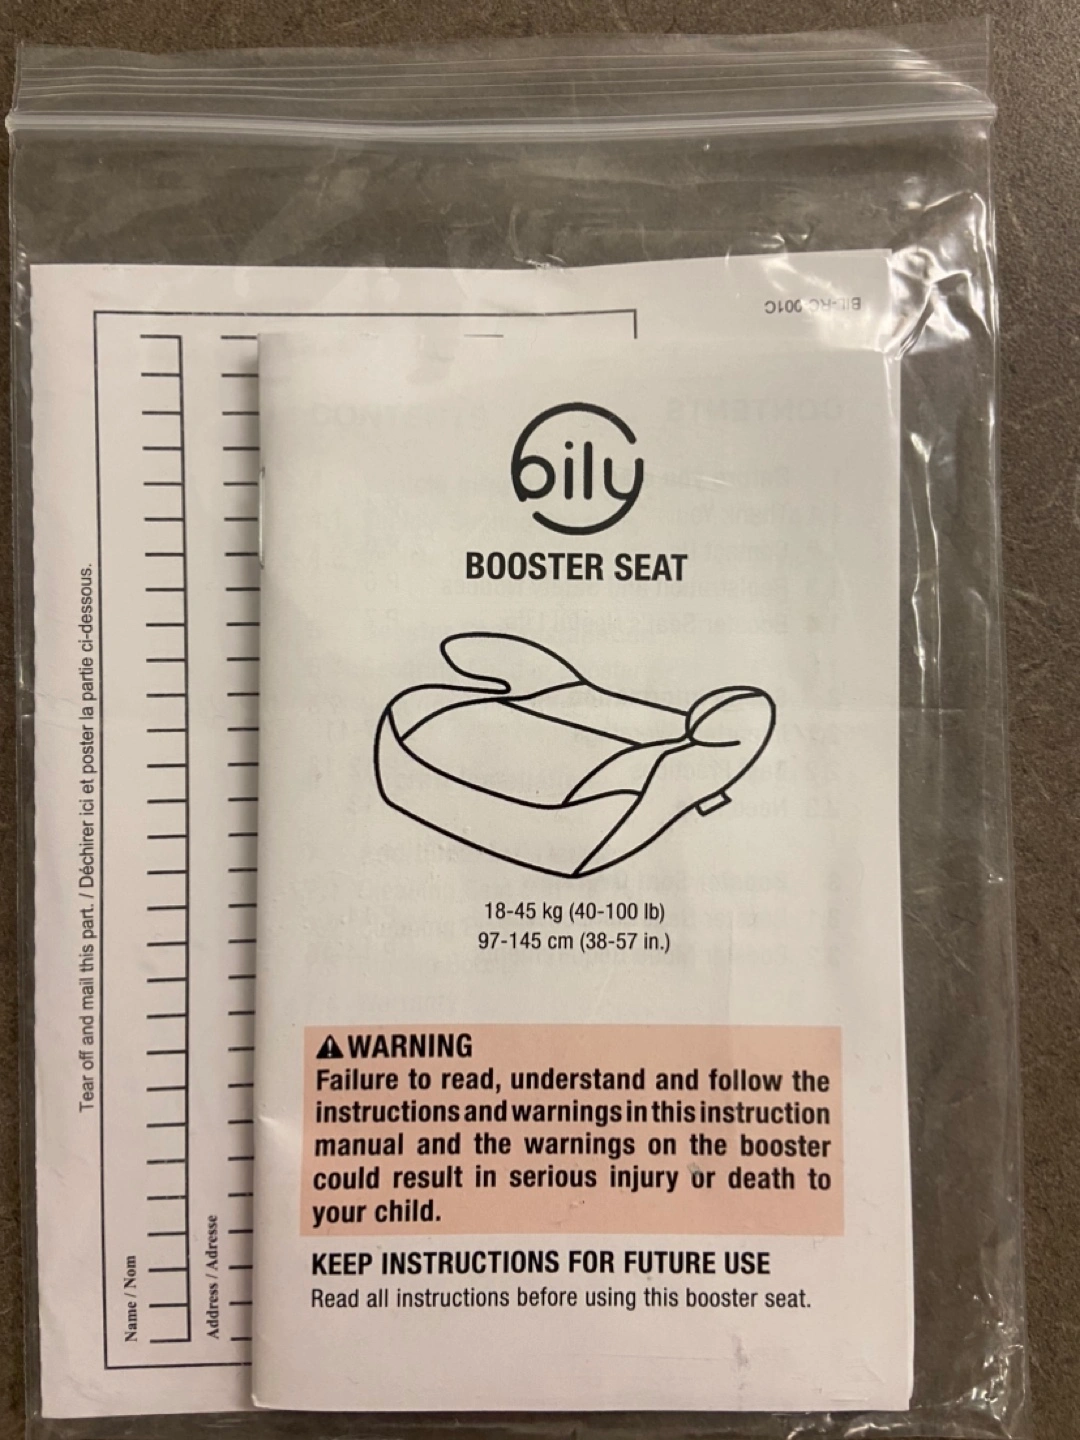 BIL-RC-001C
Tear off and mail this part. / Déchirer ici et poster la partie ci-dessous.
Name / Nom
Address / Adresse
bily
BOOSTER SEAT
18-45 kg (40-100 lb)
97-145 cm (38-57 in.)
WARNING
Failure to read, understand and follow the
instructions and warnings in this instruction
manual and the warnings on the booster
could result in serious injury or death to
your child.
KEEP INSTRUCTIONS FOR FUTURE USE
Read all instructions before using this booster seat.